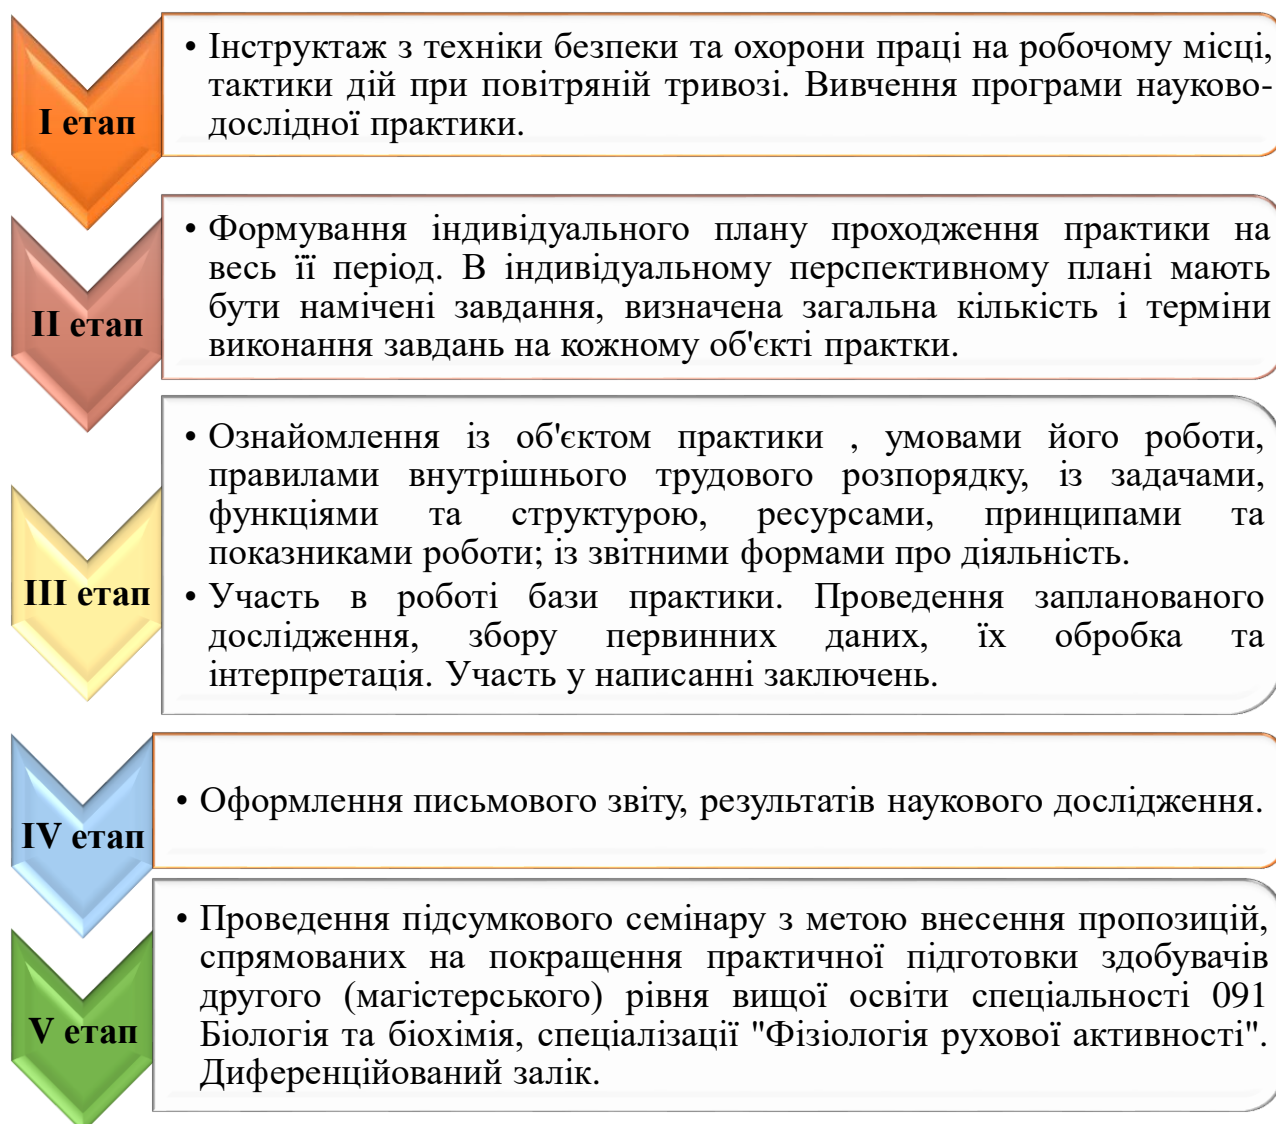 І етап
• Інструктаж з техніки безпеки та охорони праці на робочому місці,
тактики дій при повітряній тривозі. Вивчення програми науково-
дослідної практики.
ІІ етап
• Формування індивідуального плану проходження практики на
весь її період. В індивідуальному перспективному плані мають
бути намічені завдання, визначена загальна кількість і терміни
виконання завдань на кожному об'єкті практки.
ІІІ етап
• Ознайомлення із об'єктом практики , умовами його роботи,
правилами внутрішнього трудового розпорядку, із задачами,
функціями та структурою, ресурсами, принципами та
показниками роботи; із звітними формами про діяльність.
• Участь в роботі бази практики. Проведення запланованого
дослідження, збору первинних даних, їх обробка та
інтерпретація. Участь у написанні заключень.
IV етап
• Оформлення письмового звіту, результатів наукового дослідження.
V етап
• Проведення підсумкового семінару з метою внесення пропозицій,
спрямованих на покращення практичної підготовки здобувачів
другого (магістерського) рівня вищої освіти спеціальності 091
Біологія та біохімія, спеціалізації "Фізіологія рухової активності".
Диференційований залік.